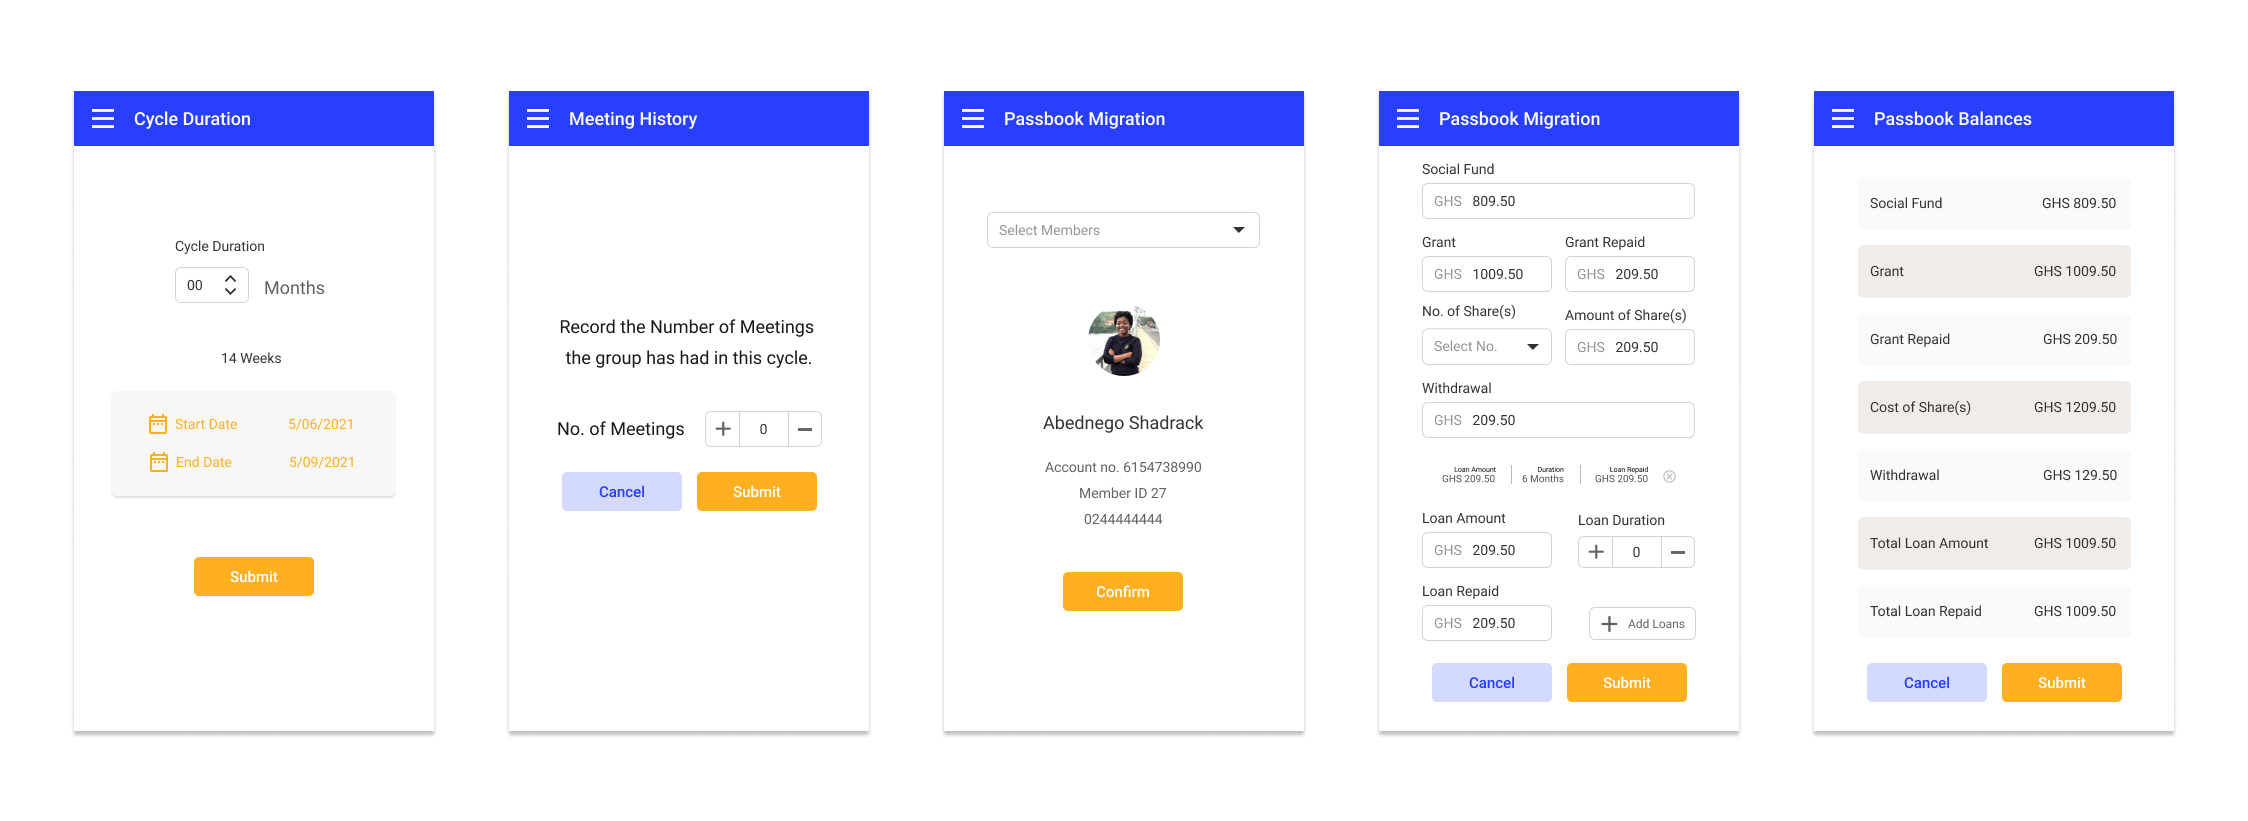 Cycle Duration
Cycle Duration
00
Months
14 Weeks
Start Date 5/06/2021
End Date 5/09/2021
Submit
Meeting History
Record the Number of Meetings
the group has had in this cycle.
No. of Meetings 0
Cancel Submit
Passbook Migration
Select Members
Abednego Shadrack
Account no. 6154738990
Member ID 27
0244444444
Confirm
Passbook Migration
Social Fund
GHS 809.50
Grant Grant Repaid
GHS 1009.50 GHS 209.50
No. of Share(s) Amount of Share(s)
Select No. GHS 209.50
Withdrawal
GHS 209.50
Loan Amount Duration Loan Repaid
GHS 209.50 6 Months GHS 209.50
Loan Amount Loan Duration
GHS 209.50 0
Loan Repaid
GHS 209.50 Add Loans
Cancel Submit
Passbook Balances
Social Fund GHS 809.50
Grant GHS 1009.50
Grant Repaid GHS 209.50
Cost of Share(s) GHS 1209.50
Withdrawal GHS 129.50
Total Loan Amount GHS 1009.50
Total Loan Repaid GHS 1009.50
Cancel Submit